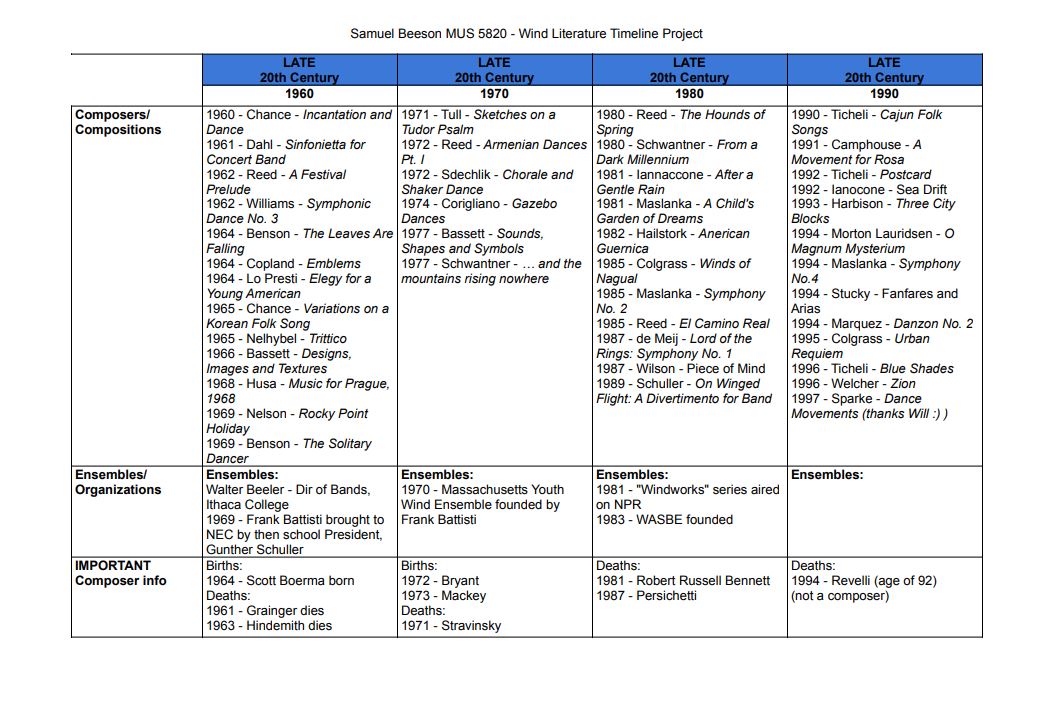 Samuel Beeson MUS 5820 - Wind Literature Timeline Project
LATE
20th Century
LATE
20th Century
LATE
20th Century
LATE
20th Century
1960
1970
1980
1990
Composers/
Compositions
1960 - Chance - Incantation and
Dance
1961 - Dahl - Sinfonietta for
Concert Band
1962 - Reed - A Festival
Prelude
1962 - Williams - Symphonic
Dance No. 3
1964 - Benson - The Leaves Are
Falling
1964 - Copland - Emblems
1964 - Lo Presti - Elegy for a
Young American
1965 - Chance - Variations on a
Korean Folk Song
1965 - Nelhybel - Trittico
1966 - Bassett - Designs,
Images and Textures
1968 - Husa - Music for Prague,
1968
1969 - Nelson - Rocky Point
Holiday
1969 - Benson - The Solitary
Dancer
1971 - Tull - Sketches on a
Tudor Psalm
1972 - Reed - Armenian Dances
Pt. I
1972 - Sdechlik - Chorale and
Shaker Dance
1974 - Corigliano - Gazebo
Dances
1977 - Bassett - Sounds,
Shapes and Symbols
1977 - Schwantner - … and the
mountains rising nowhere
1980 - Reed - The Hounds of
Spring
1980 - Schwantner - From a
Dark Millennium
1981 - Iannaccone - After a
Gentle Rain
1981 - Maslanka - A Child's
Garden of Dreams
1982 - Hailstork - Anerican
Guernica
1985 - Colgrass - Winds of
Nagual
1985 - Maslanka - Symphony
No. 2
1985 - Reed - El Camino Real
1987 - de Meij - Lord of the
Rings: Symphony No. 1
1987 - Wilson - Piece of Mind
1989 - Schuller - On Winged
Flight: A Divertimento for Band
1990 - Ticheli - Cajun Folk
Songs
1991 - Camphouse - A
Movement for Rosa
1992 - Ticheli - Postcard
1992 - Ianocone - Sea Drift
1993 - Harbison - Three City
Blocks
1994 - Morton Lauridsen - O
Magnum Mysterium
1994 - Maslanka - Symphony
No.4
1994 - Stucky - Fanfares and
Arias
1994 - Marquez - Danzon No. 2
1995 - Colgrass - Urban
Requiem
1996 - Ticheli - Blue Shades
1996 - Welcher - Zion
1997 - Sparke - Dance
Movements (thanks Will :) )
Ensembles/
Organizations
Ensembles:
Walter Beeler - Dir of Bands,
Ithaca College
1969 - Frank Battisti brought to
NEC by then school President,
Gunther Schuller
Ensembles:
1970 - Massachusetts Youth
Wind Ensemble founded by
Frank Battisti
Ensembles:
1981 - "Windworks" series aired
on NPR
1983 - WASBE founded
Ensembles:
IMPORTANT
Composer info
Births:
1964 - Scott Boerma born
Deaths:
1961 - Grainger dies
1963 - Hindemith dies
Births:
1972 - Bryant
1973 - Mackey
Deaths:
1971 - Stravinsky
Deaths:
1981 - Robert Russell Bennett
1987 - Persichetti
Deaths:
1994 - Revelli (age of 92)
(not a composer)